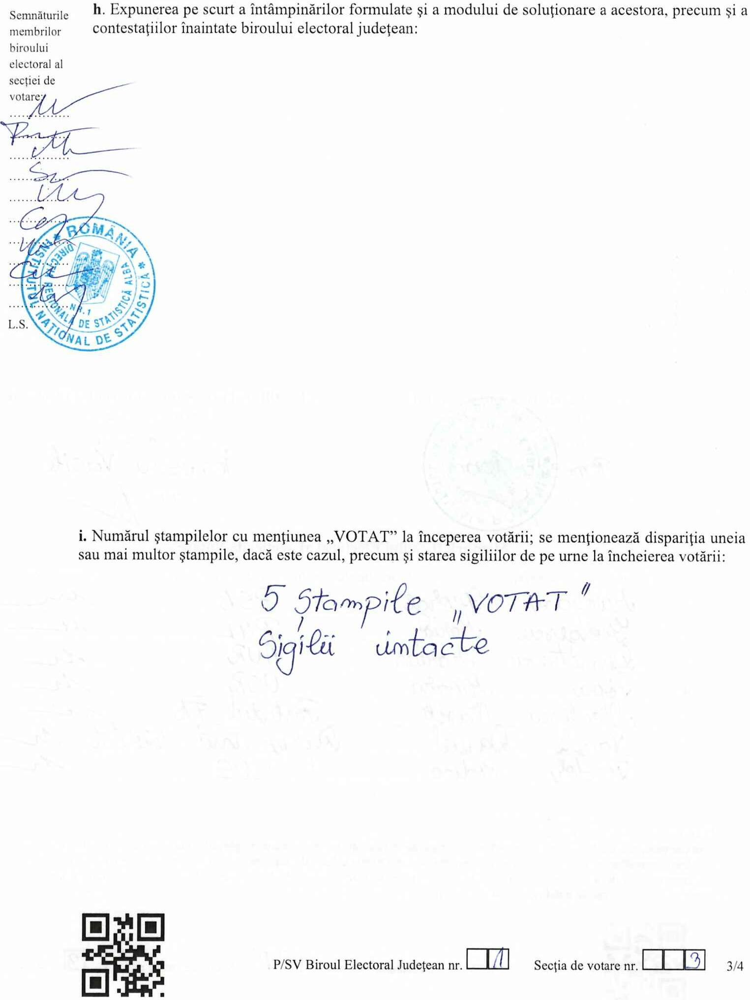 Semnăturile
membrilor
biroului
electoral al
secției de
votare:
L.S.
h. Expunerea pe scurt a întâmpinărilor formulate şi a modului de soluţionare a acestora, precum şi a
contestaţiilor înaintate biroului electoral judeţean:
ROMÂNIA
INSTITUTUL NAŢIONAL DE STATISTICĂ
DIRECŢIA REGIONALĂ DE STATISTICĂ ALBA
NR.1
i. Numărul ştampilelor cu menţiunea „VOTAT” la începerea votării; se menţionează dispariţia uneia
sau mai multor ştampile, dacă este cazul, precum şi starea sigiliilor de pe urne la încheierea votării:
5 Ştampile „VOTAT"
Sigilii intacte
P/SV Biroul Electoral Judeţean nr. 1 Secţia de votare nr. 3 3/4